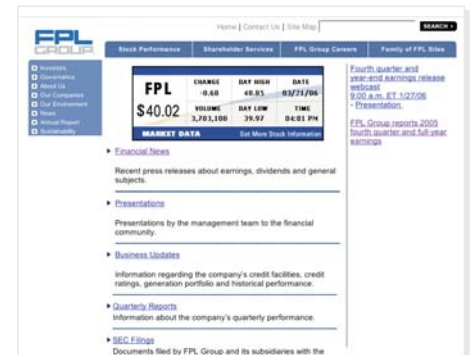 Home | Contact Us | Site Map
SEARCH
FPL
GROUP
Stock Performance
Shareholder Services
FPL Group Careers
Family of FPL Sites
Investors
Governance
About Us
Our Companies
Our Environment
News
Annual Report
Sustainability
FPL
$40.02
CHANGE
-0.60
DAY HIGH
40.85
DATE
03/21/06
VOLUME
3,703,100
DAY LOW
39.97
TIME
04:01 PM
MARKET DATA
Get More Stock Information
Fourth quarter and
year-end earnings release
webcast
9:00 a.m. ET 1/27/06
- Presentation
FPL Group reports 2005
fourth quarter and full-year
earnings
Financial News
Recent press releases about earnings, dividends and general
subjects.
Presentations
Presentations by the management team to the financial
community.
Business Updates
Information regarding the company's credit facilities, credit
ratings, generation portfolio and historical performance.
Quarterly Reports
Information about the company's quarterly performance.
SEC Filings
Documents filed by FPL Group and its subsidiaries with the